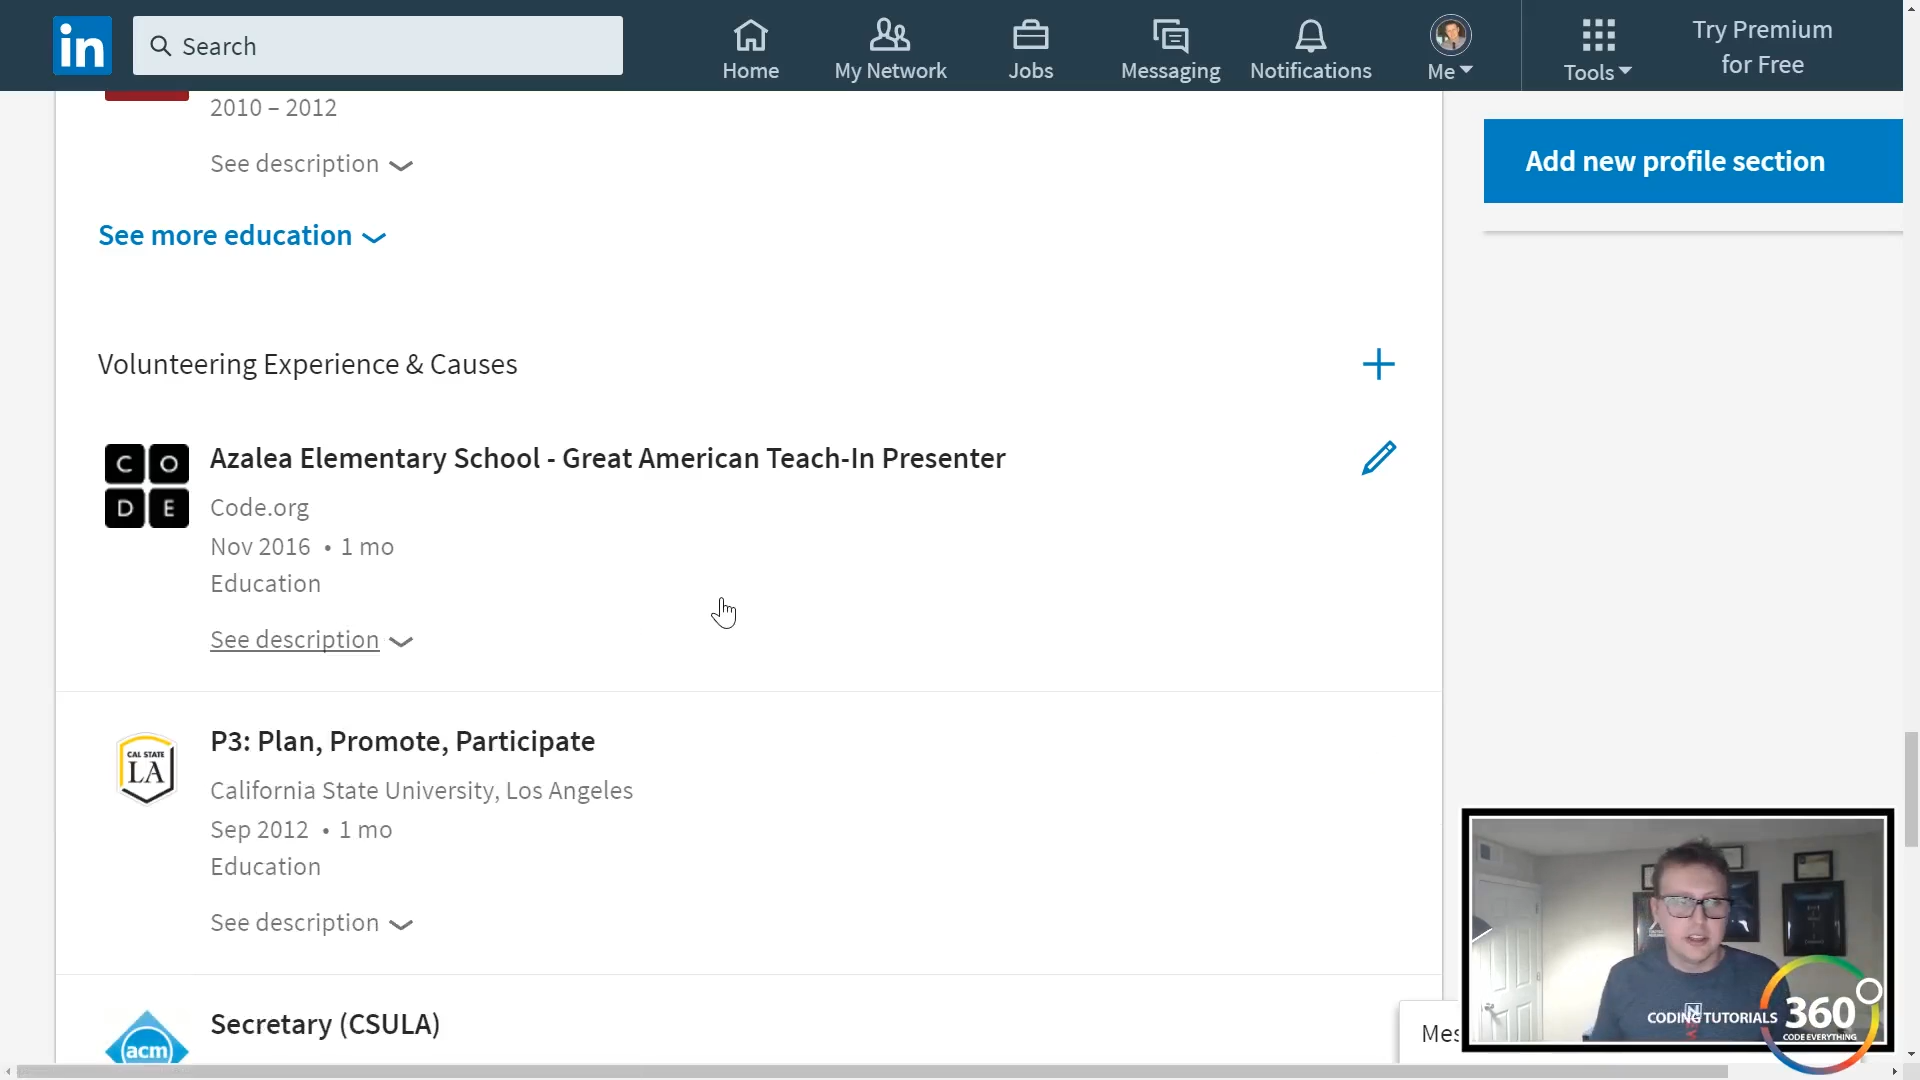 in
Search
Home
My Network
Jobs
Messaging
Notifications
Me
Tools
Try Premium
for Free
2010 – 2012
See description
See more education
Add new profile section
Volunteering Experience & Causes
C O
D E
Azalea Elementary School - Great American Teach-In Presenter
Code.org
Nov 2016 • 1 mo
Education
See description
CAL STATE
LA
P3: Plan, Promote, Participate
California State University, Los Angeles
Sep 2012 • 1 mo
Education
See description
acm
Secretary (CSULA)
Mes
CODING TUTORIALS 360
CODE EVERYTHING